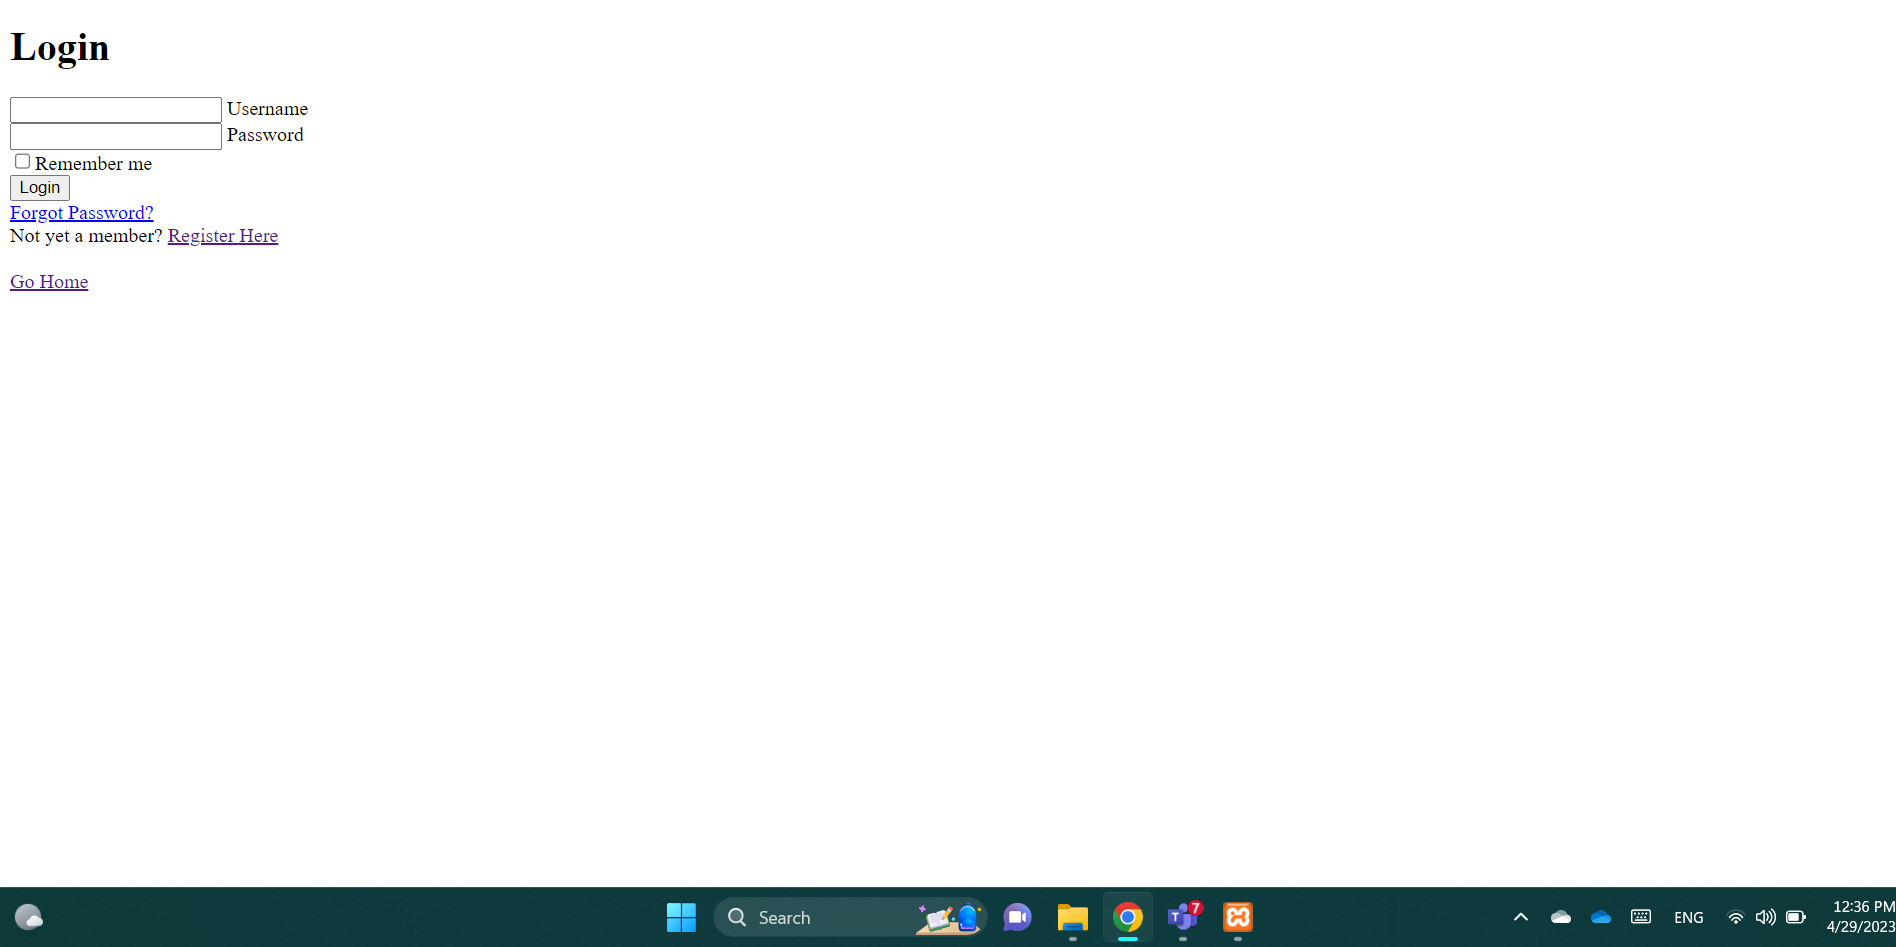 Login
Username
Password
Remember me
Login
Forgot Password?
Not yet a member? Register Here
Go Home
Search
T 7
ENG
12:36 PM
4/29/2023